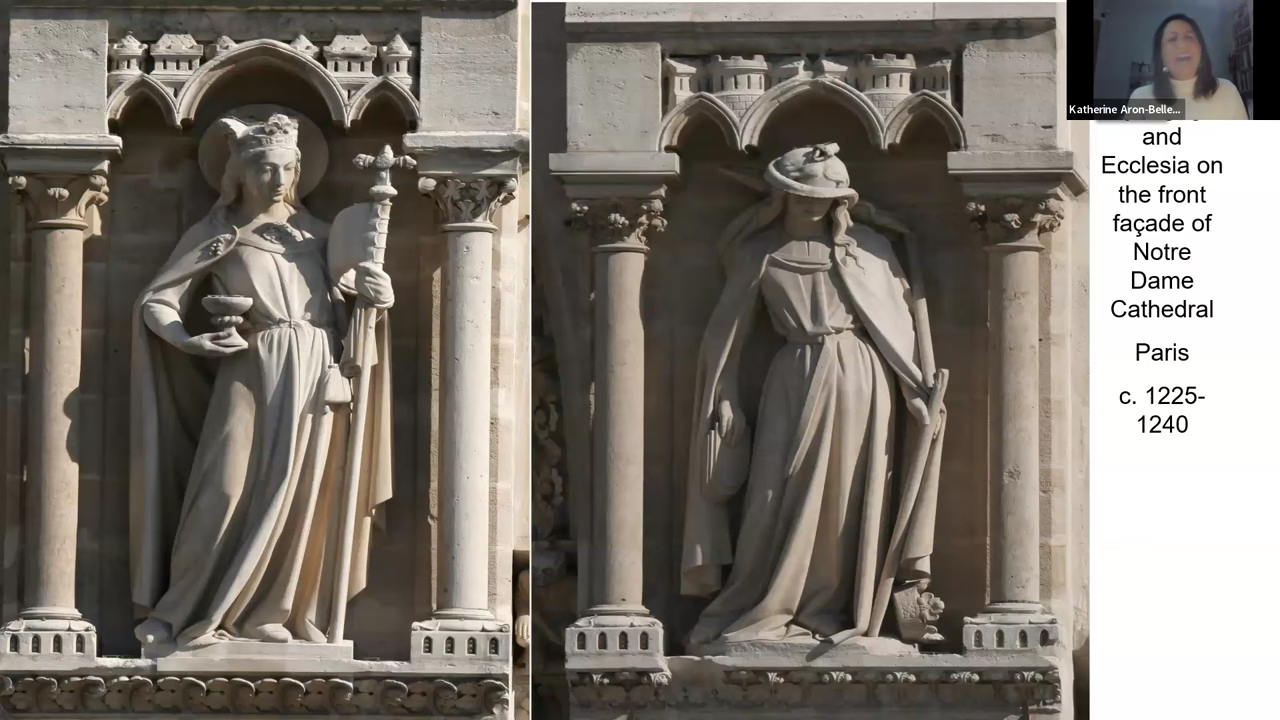 Katherine Aron-Belle...
and
Ecclesia on
the front
façade of
Notre
Dame
Cathedral
Paris
c. 1225-
1240